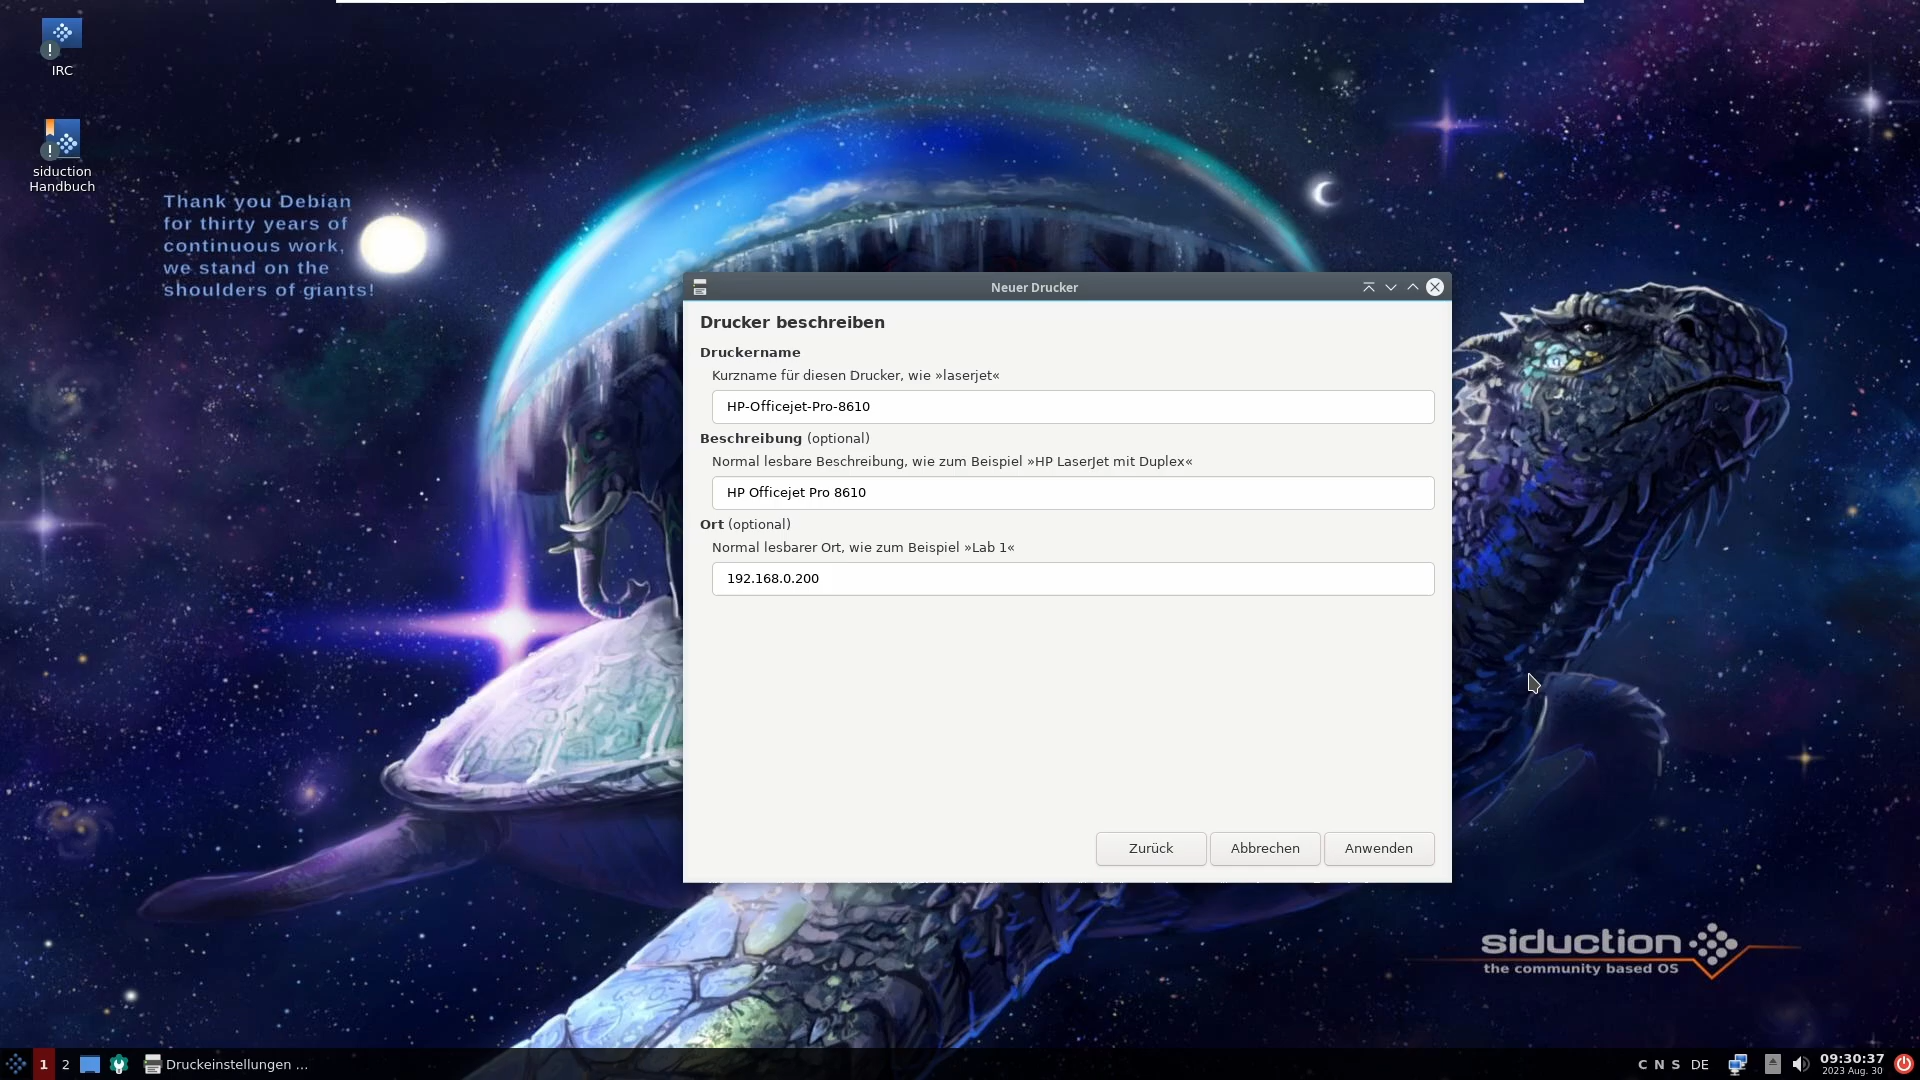 IRC
siduction
Handbuch
Thank you Debian
for thirty years of
continuous work,
we stand on the
shoulders of giants!
Neuer Drucker
Drucker beschreiben
Druckername
Kurzname für diesen Drucker, wie »laserjet«
HP-Officejet-Pro-8610
Beschreibung (optional)
Normal lesbare Beschreibung, wie zum Beispiel »HP LaserJet mit Duplex«
HP Officejet Pro 8610
Ort (optional)
Normal lesbarer Ort, wie zum Beispiel »Lab 1«
192.168.0.200
Zurück Abbrechen Anwenden
siduction
the community based OS
1 2 Druckeinstellungen ... C N S DE 09:30:37
2023 Aug. 30